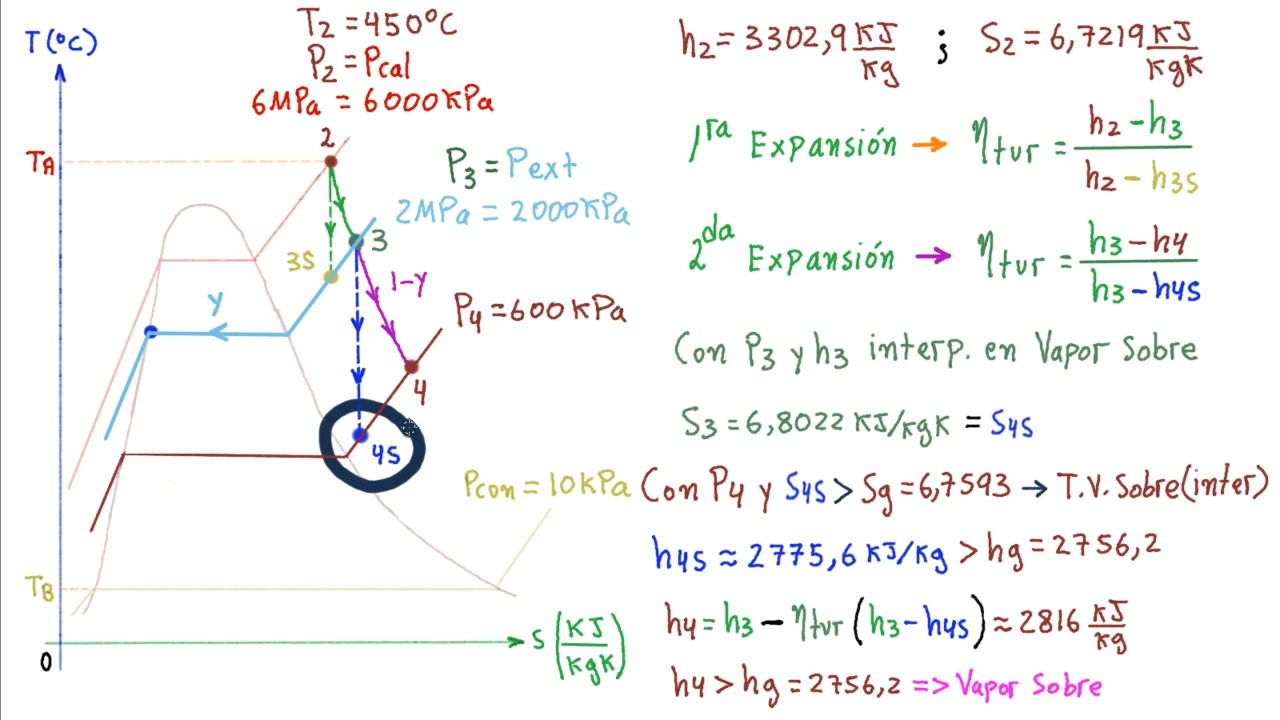 T(°C)
T2 = 450°C
P2 = Pcal
6MPa = 6000KPa
2
TA
P3 = Pext
2MPa = 2000KPa
3
3S
1-y
y
P4 = 600KPa
4
4s
Pcon = 10KPa
TB
0
S (KJ/KgK)
h2 = 3302,9 KJ/Kg ; S2 = 6,7219 KJ/KgK
1ra Expansión → ηtur = h2-h3 / h2-h3s
2da Expansión → ηtur = h3-h4 / h3-h4s
Con P3 y h3 interp. en Vapor Sobre
S3 = 6,8022 KJ/KgK = S4s
Con P4 y S4s > Sg = 6,7593 → T.V. Sobre(inter)
h4s ≈ 2775,6 KJ/Kg > hg = 2756,2
h4 = h3 - ηtur (h3-h4s) ≈ 2816 KJ/Kg
h4 > hg = 2756,2 => Vapor Sobre